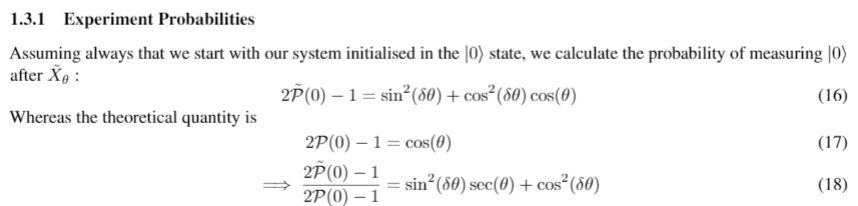 1.3.1 Experiment Probabilities
Assuming always that we start with our system initialised in the |0⟩ state, we calculate the probability of measuring |0⟩
after X̃_θ :
2P̃(0) − 1 = sin²(δθ) + cos²(δθ) cos(θ) (16)
Whereas the theoretical quantity is
2P(0) − 1 = cos(θ) (17)
⟹ (2P̃(0) − 1)/(2P(0) − 1) = sin²(δθ) sec(θ) + cos²(δθ) (18)